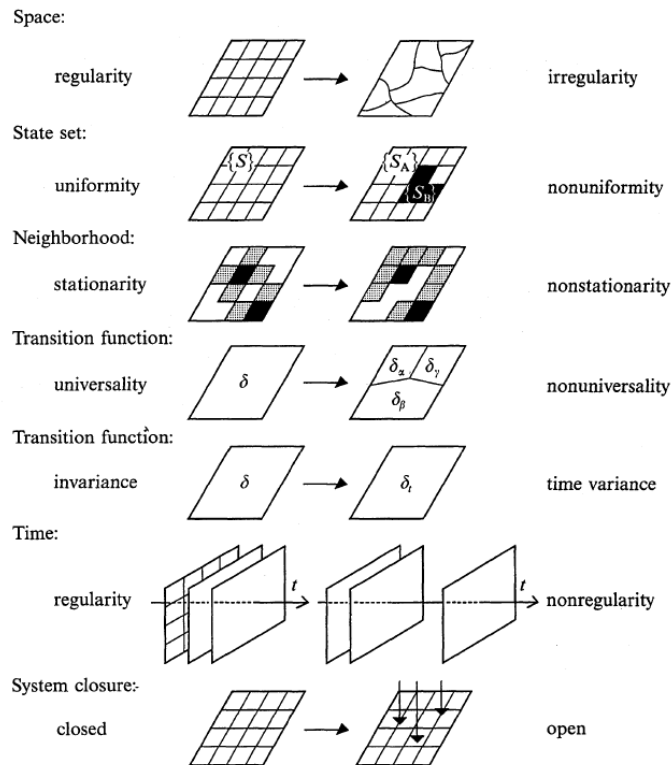 Space:
regularity
irregularity
State set:
{S}
{S_A}
uniformity
{S_B}
nonuniformity
Neighborhood:
stationarity
nonstationarity
Transition function:
δ_α δ_γ
universality
δ
nonuniversality
δ_β
Transition function:
invariance
δ
δ_t
time variance
Time:
regularity
t
t
nonregularity
System closure:
closed
open